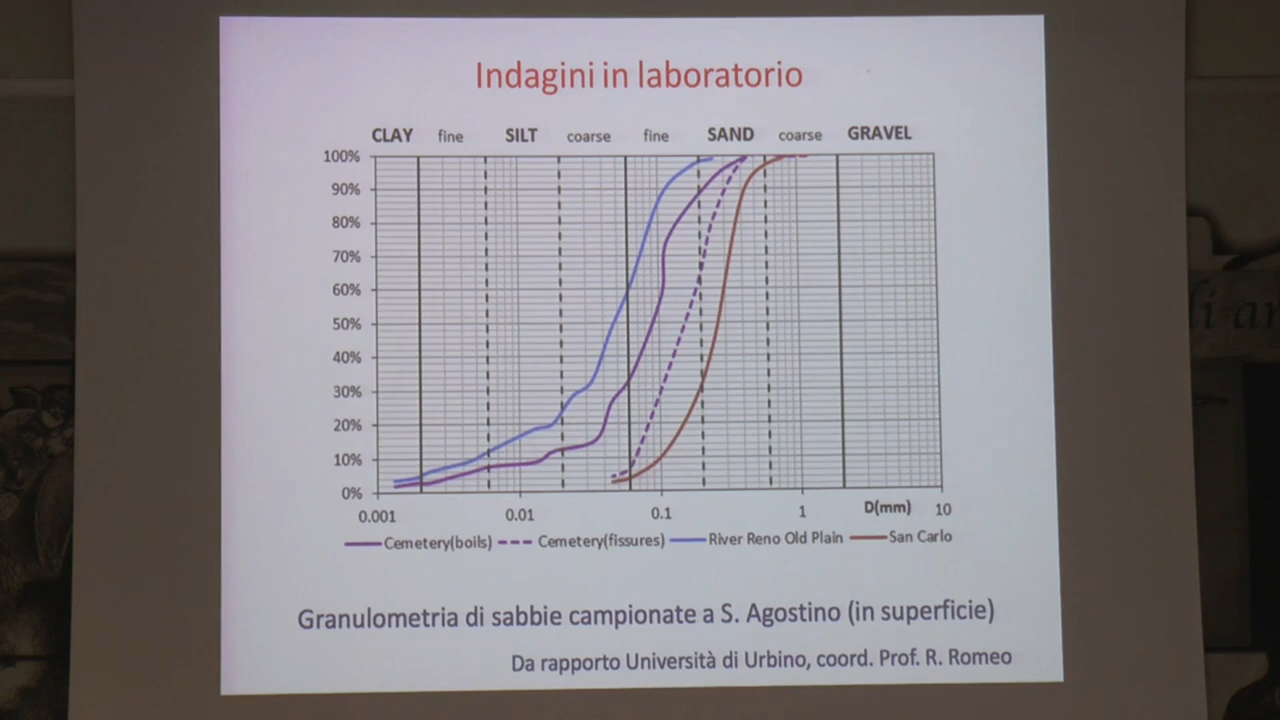 Indagini in laboratorio
CLAY fine SILT coarse fine SAND coarse GRAVEL
100%
90%
80%
70%
60%
50%
40%
30%
20%
10%
0%
0.001 0.01 0.1 1 D(mm) 10
Cemetery(boils) Cemetery(fissures) River Reno Old Plain San Carlo
Granulometria di sabbie campionate a S. Agostino (in superficie)
Da rapporto Università di Urbino, coord. Prof. R. Romeo